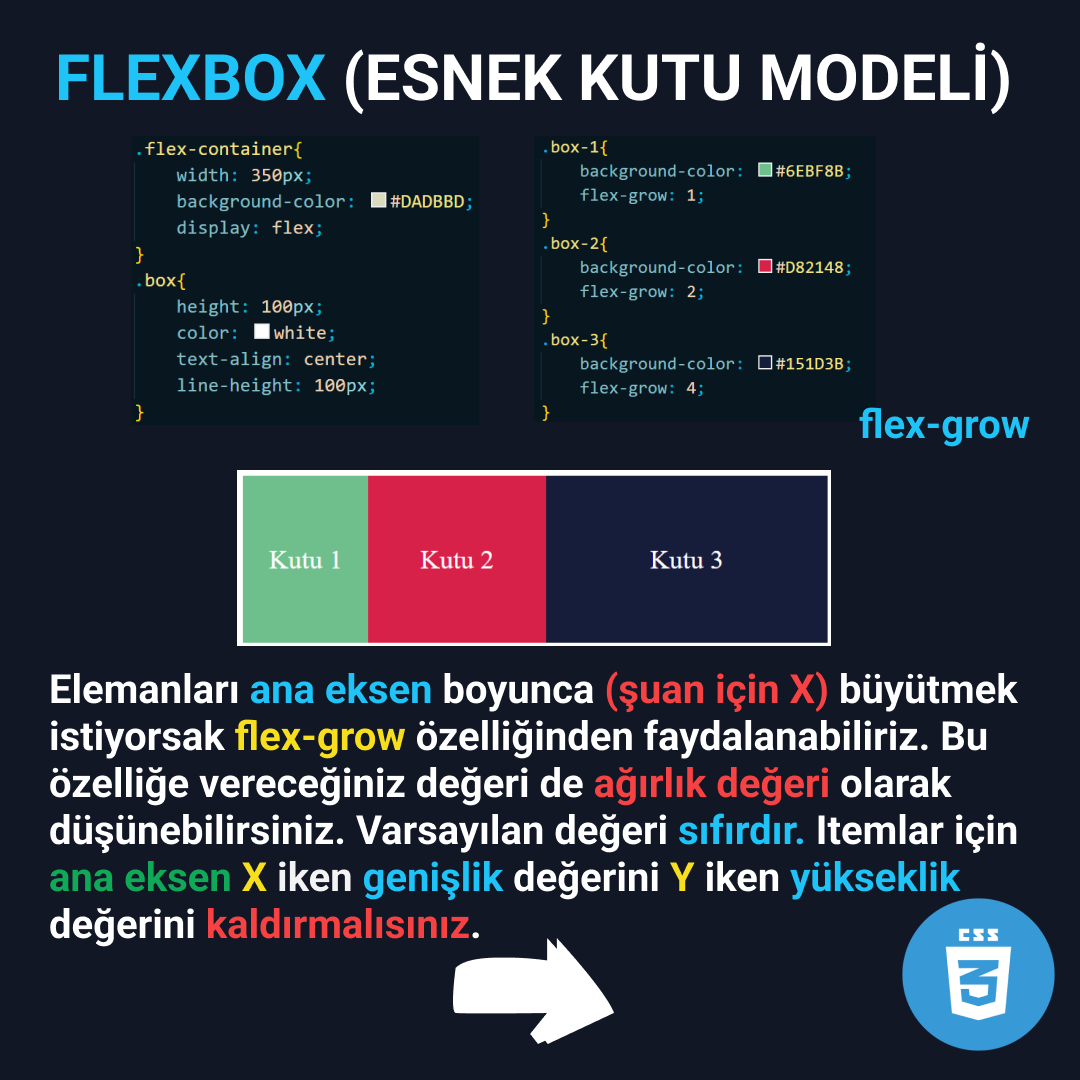 FLEXBOX (ESNEK KUTU MODELİ)
.flex-container{
width: 350px;
background-color: #DADBBD;
display: flex;
}
.box{
height: 100px;
color: white;
text-align: center;
line-height: 100px;
}
.box-1{
background-color: #6EBF8B;
flex-grow: 1;
}
.box-2{
background-color: #D82148;
flex-grow: 2;
}
.box-3{
background-color: #151D3B;
flex-grow: 4;
}
flex-grow
Kutu 1
Kutu 2
Kutu 3
Elemanları ana eksen boyunca (şuan için X) büyütmek
istiyorsak flex-grow özelliğinden faydalanabiliriz. Bu
özelliğe vereceğiniz değeri de ağırlık değeri olarak
düşünebilirsiniz. Varsayılan değeri sıfırdır. Itemlar için
ana eksen X iken genişlik değerini Y iken yükseklik
değerini kaldırmalısınız.
CSS
3